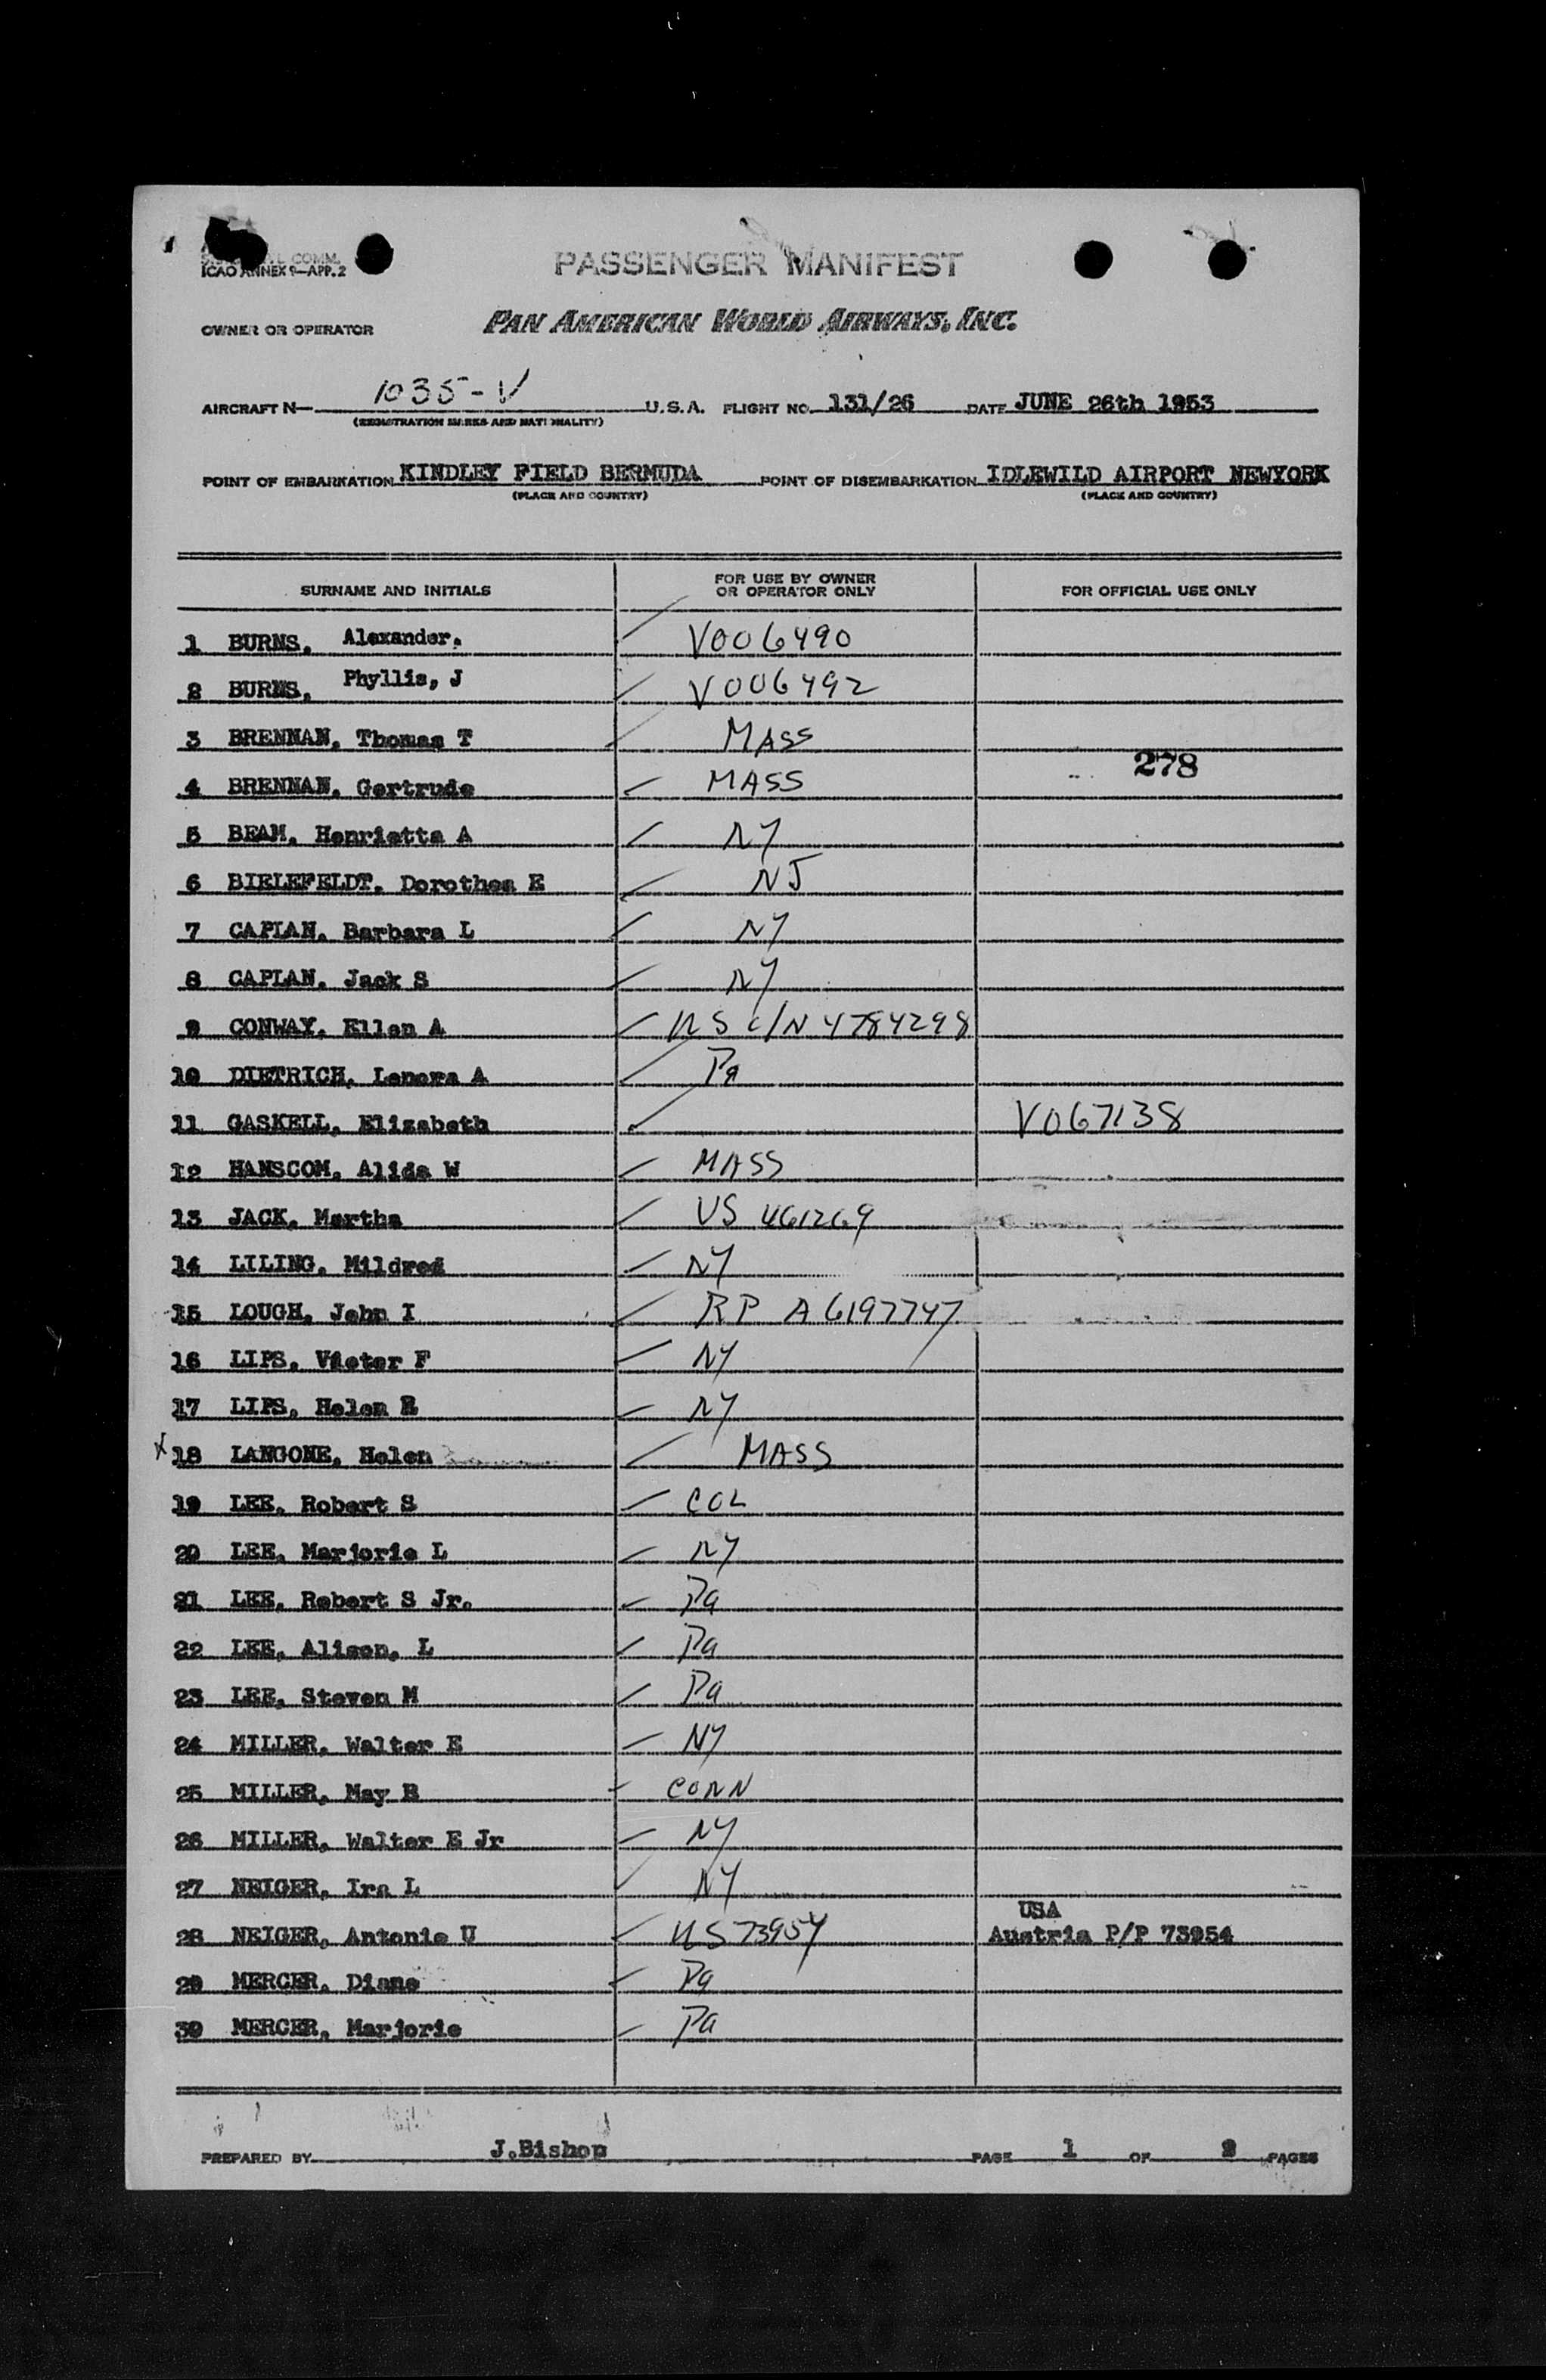 COMM.
ICAO ANNEX 9—APP. 2
PASSENGER MANIFEST
OWNER OR OPERATOR PAN AMERICAN WORLD AIRWAYS, INC.
AIRCRAFT N— 1035-V U.S.A. FLIGHT NO. 131/26 DATE JUNE 26th 1953
(REGISTRATION MARKS AND NATIONALITY)
POINT OF EMBARKATION KINDLEY FIELD BERMUDA POINT OF DISEMBARKATION IDLEWILD AIRPORT NEWYORK
(PLACE AND COUNTRY) (PLACE AND COUNTRY)
SURNAME AND INITIALS FOR USE BY OWNER OR OPERATOR ONLY FOR OFFICIAL USE ONLY
1 BURNS, Alexander. V006490
2 BURNS, Phyllis, J V006492
3 BRENNAN, Thomas T MASS
278
4 BRENNAN, Gertrude MASS
5 BEAM, Henrietta A NY
6 BIELEFELDT, Dorothea E NJ
7 CAPLAN, Barbara L NY
8 CAPLAN, Jack S NY
9 CONWAY, Ellen A US C/N 4784298
10 DIETRICH, Lenora A Pa
11 GASKELL, Elizabeth V067138
12 HANSCOM, Alida W MASS
13 JACK, Martha US 461269
14 LILING, Mildred NY
15 LOUGH, John I RP A6197747
16 LIPS, Victor F NY
17 LIPS, Helen R NY
x 18 LANGONE, Helen MASS
19 LEE, Robert S COL
20 LEE, Marjorie L NY
21 LEE, Robert S Jr. Pa
22 LEE, Alison, L Pa
23 LEE, Steven M Pa
24 MILLER, Walter E NY
25 MILLER, May B CONN
26 MILLER, Walter E Jr NY
27 NEIGER, Ira L NY
USA
28 NEIGER, Antonie U US 73954 Austria P/P 73954
29 MERCER, Diane Pa
30 MERCER, Marjorie Pa
PREPARED BY J.Bishop PAGE 1 OF 2 PAGES